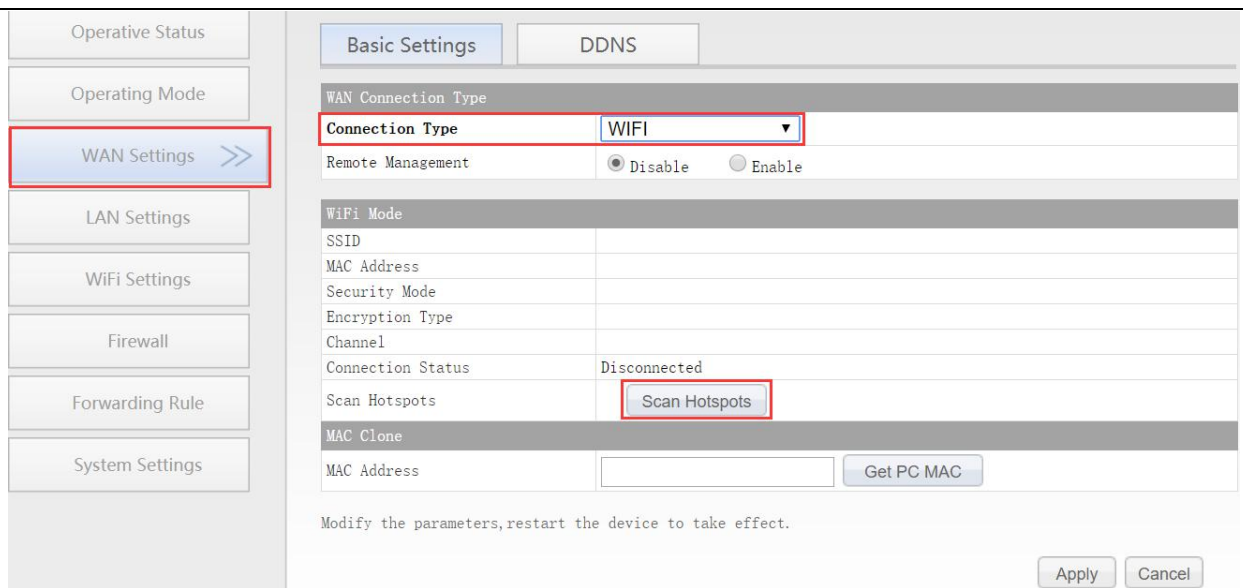 Operative Status
Operating Mode
WAN Settings >>
LAN Settings
WiFi Settings
Firewall
Forwarding Rule
System Settings
Basic Settings DDNS
WAN Connection Type
Connection Type WIFI
Remote Management Disable Enable
WiFi Mode
SSID
MAC Address
Security Mode
Encryption Type
Channel
Connection Status Disconnected
Scan Hotspots Scan Hotspots
MAC Clone
MAC Address Get PC MAC
Modify the parameters,restart the device to take effect.
Apply Cancel